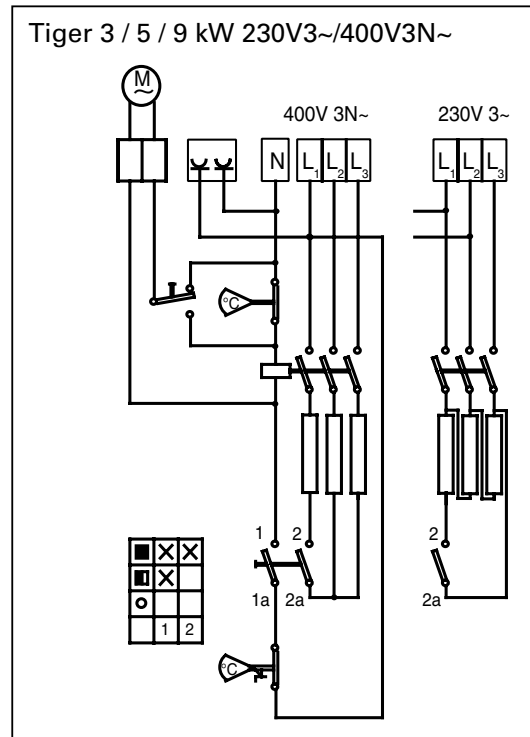 Tiger 3 / 5 / 9 kW 230V3~/400V3N~
M
~
400V 3N~ 230V 3~
N L1 L2 L3 L1 L2 L3
°C
1 2 2
1a 2a 2a
1 2
°C